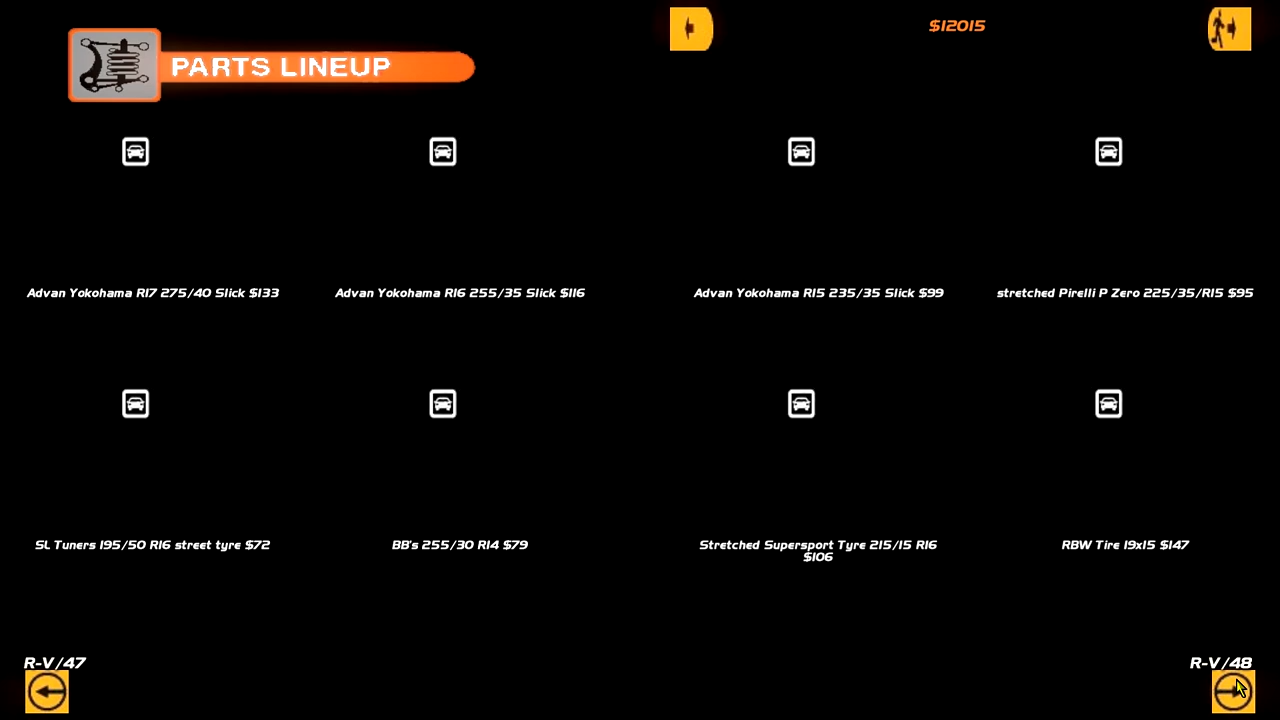 PARTS LINEUP
$12015
Advan Yokohama R17 275/40 Slick $133
Advan Yokohama R16 255/35 Slick $116
Advan Yokohama R15 235/35 Slick $99
stretched Pirelli P Zero 225/35/R15 $95
SL Tuners 195/50 R16 street tyre $72
BB's 255/30 R14 $79
Stretched Supersport Tyre 215/15 R16
$106
RBW Tire 19x15 $147
R-V/47
R-V/48